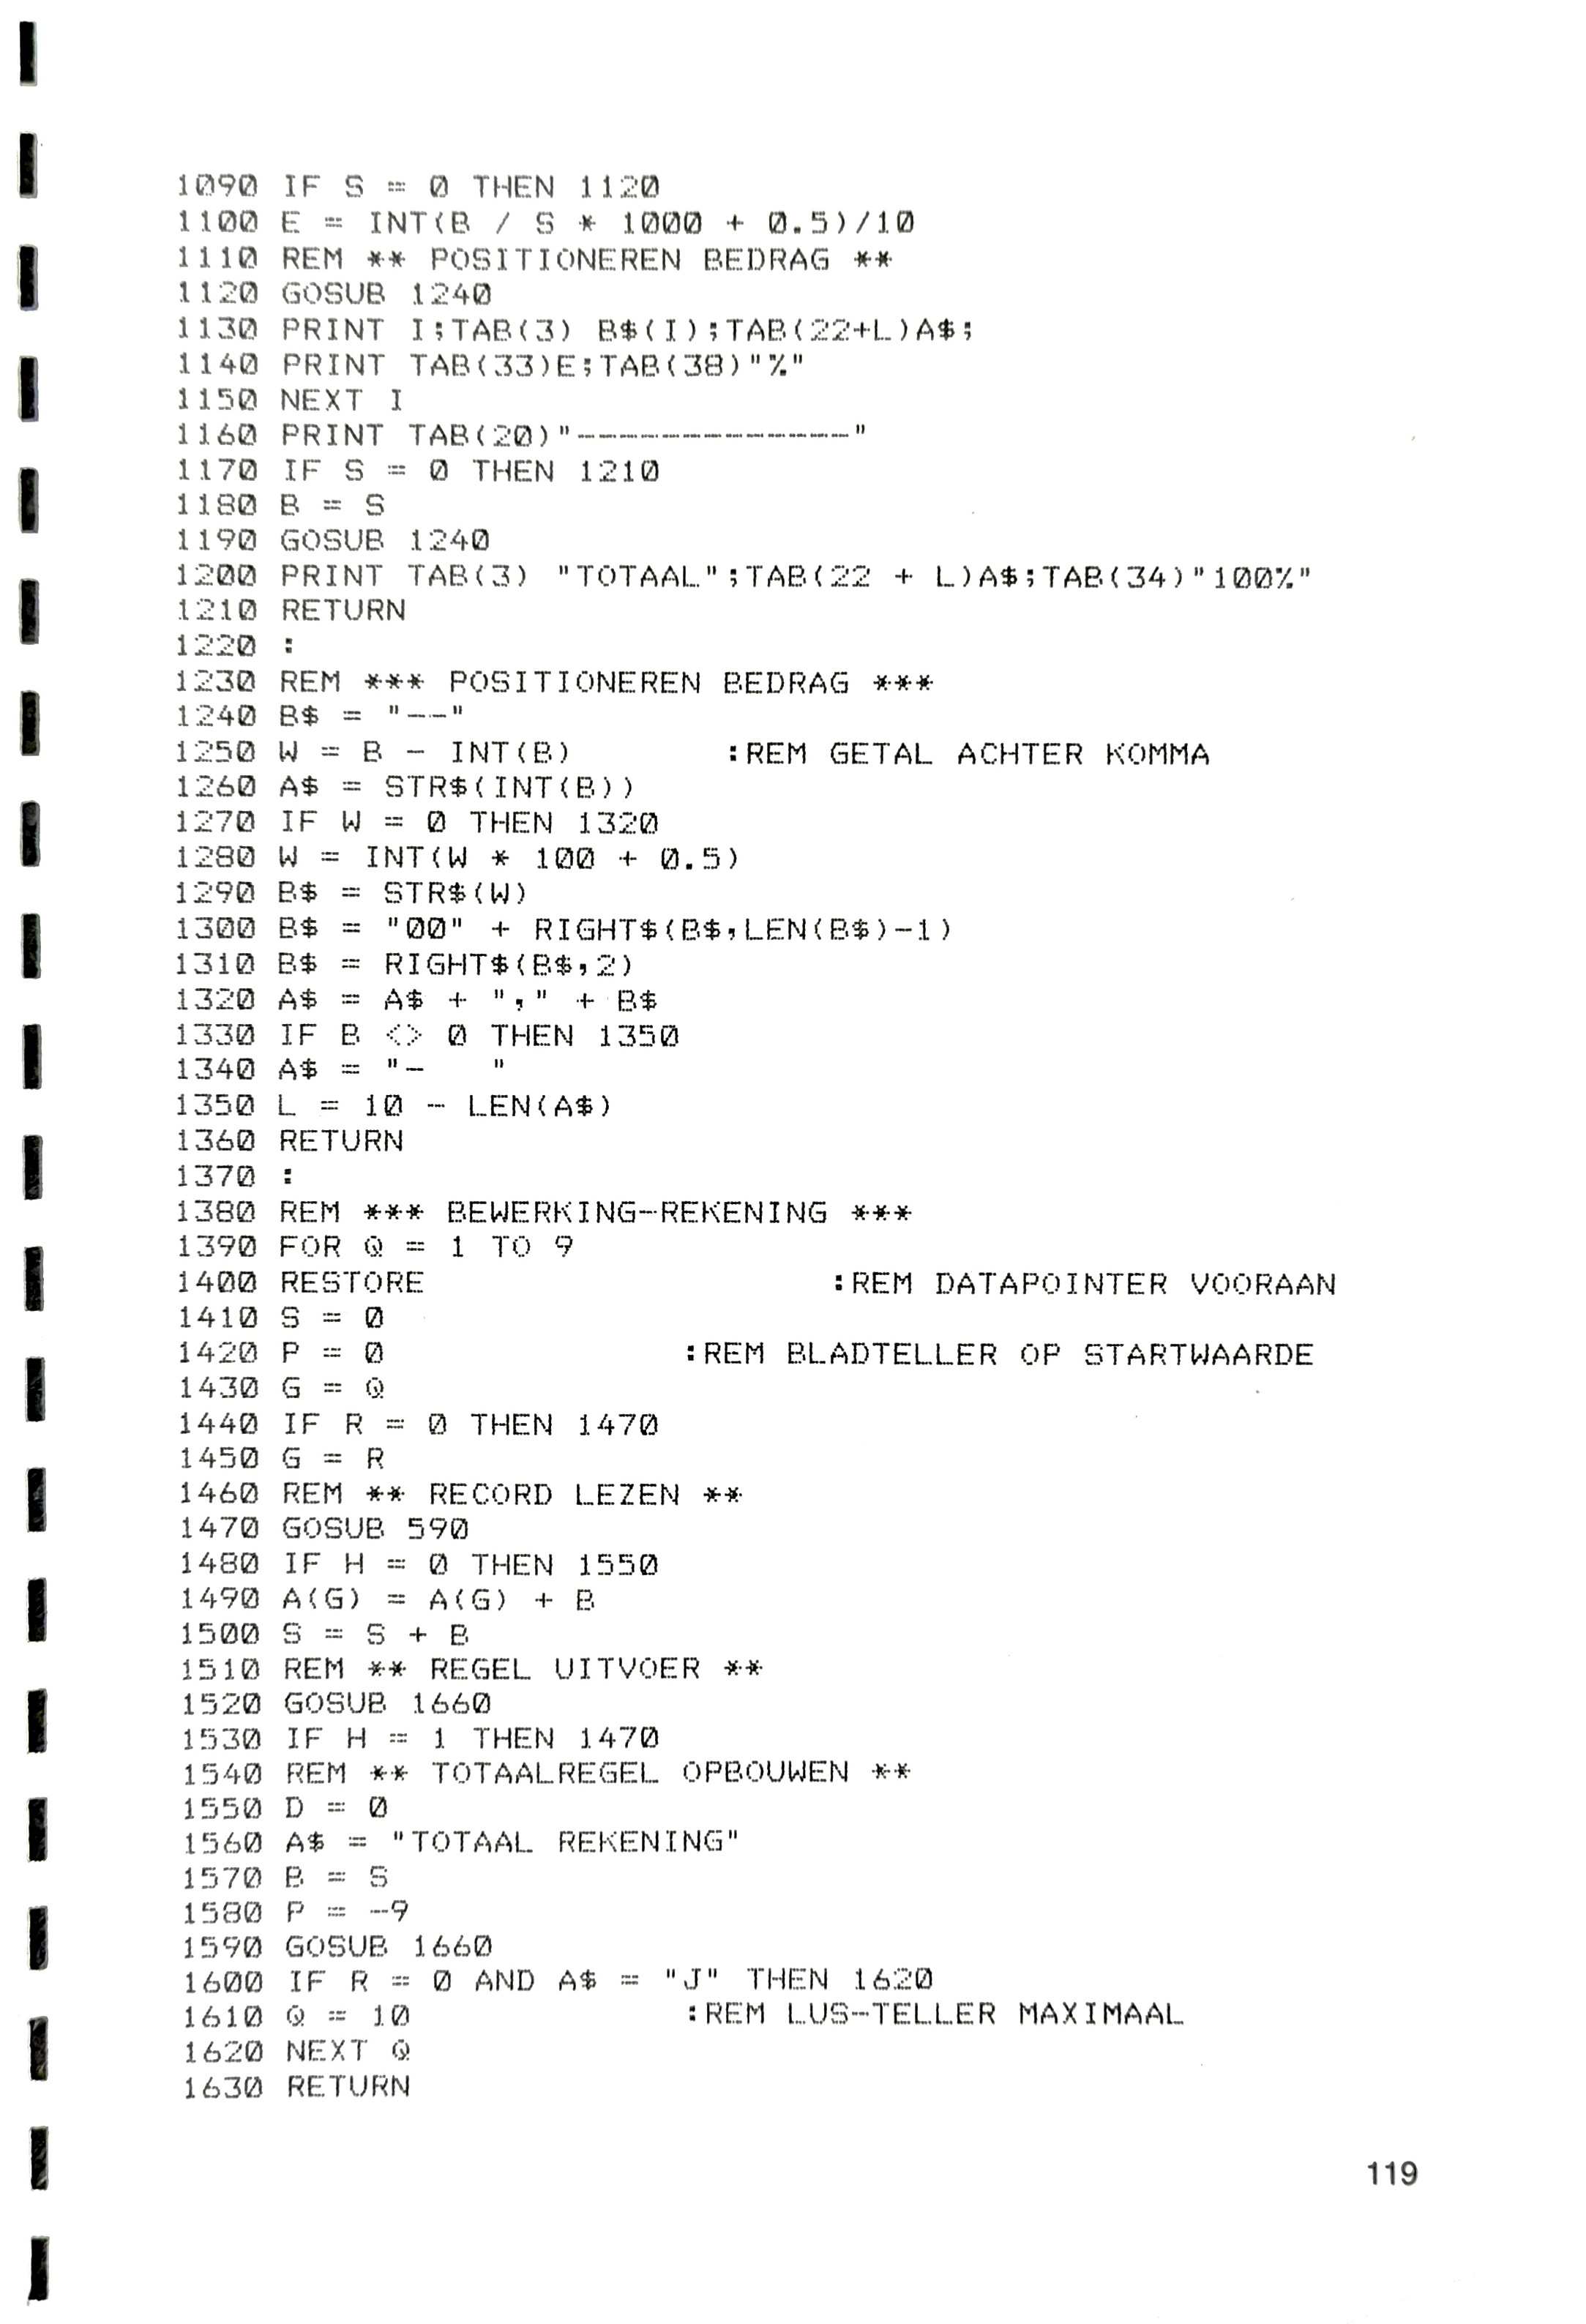 1090 IF S = 0 THEN 1120
1100 E = INT(B / S * 1000 + 0.5)/10
1110 REM ** POSITIONEREN BEDRAG **
1120 GOSUB 1240
1130 PRINT I;TAB(3) B$(I);TAB(22+L)A$;
1140 PRINT TAB(33)E;TAB(38)"%"
1150 NEXT I
1160 PRINT TAB(20)"-------------------"
1170 IF S = 0 THEN 1210
1180 B = S
1190 GOSUB 1240
1200 PRINT TAB(3) "TOTAAL";TAB(22 + L)A$;TAB(34)"100%"
1210 RETURN
1220 :
1230 REM *** POSITIONEREN BEDRAG ***
1240 B$ = "--"
1250 W = B - INT(B)       :REM GETAL ACHTER KOMMA
1260 A$ = STR$(INT(B))
1270 IF W = 0 THEN 1320
1280 W = INT(W * 100 + 0.5)
1290 B$ = STR$(W)
1300 B$ = "00" + RIGHT$(B$,LEN(B$)-1)
1310 B$ = RIGHT$(B$,2)
1320 A$ = A$ + "," + B$
1330 IF B <> 0 THEN 1350
1340 A$ = "-   "
1350 L = 10 - LEN(A$)
1360 RETURN
1370 :
1380 REM *** BEWERKING-REKENING ***
1390 FOR Q = 1 TO 9
1400 RESTORE                   :REM DATAPOINTER VOORAAN
1410 S = 0
1420 P = 0              :REM BLADTELLER OP STARTWAARDE
1430 G = Q
1440 IF R = 0 THEN 1470
1450 G = R
1460 REM ** RECORD LEZEN **
1470 GOSUB 590
1480 IF H = 0 THEN 1550
1490 A(G) = A(G) + B
1500 S = S + B
1510 REM ** REGEL UITVOER **
1520 GOSUB 1660
1530 IF H = 1 THEN 1470
1540 REM ** TOTAALREGEL OPBOUWEN **
1550 D = 0
1560 A$ = "TOTAAL REKENING"
1570 B = S
1580 P = -9
1590 GOSUB 1660
1600 IF R = 0 AND A$ = "J" THEN 1620
1610 Q = 10             :REM LUS-TELLER MAXIMAAL
1620 NEXT Q
1630 RETURN
119